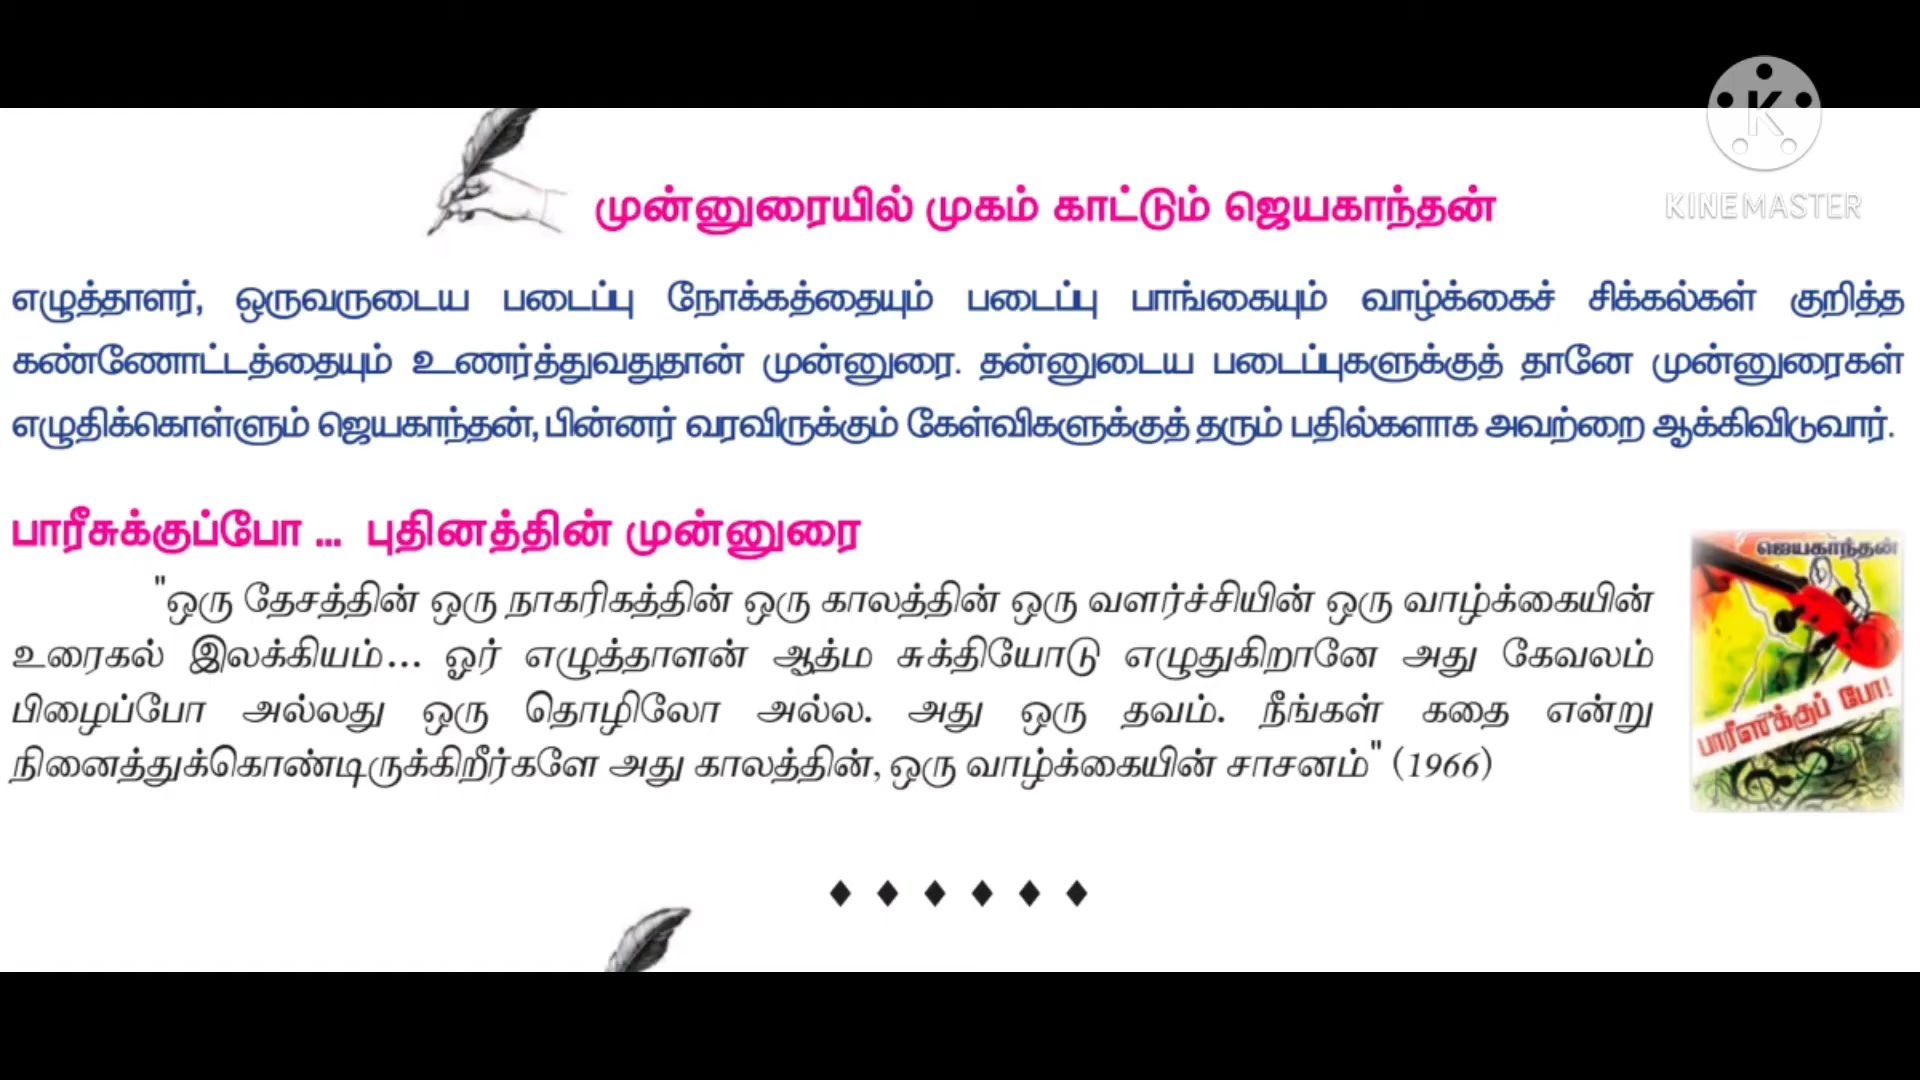 K
KINEMASTER
முன்னுரையில் முகம் காட்டும் ஜெயகாந்தன்
எழுத்தாளர், ஒருவருடைய படைப்பு நோக்கத்தையும் படைப்பு பாங்கையும் வாழ்க்கைச் சிக்கல்கள் குறித்த
கண்ணோட்டத்தையும் உணர்த்துவதுதான் முன்னுரை. தன்னுடைய படைப்புகளுக்குத் தானே முன்னுரைகள்
எழுதிக்கொள்ளும் ஜெயகாந்தன், பின்னர் வரவிருக்கும் கேள்விகளுக்குத் தரும் பதில்களாக அவற்றை ஆக்கிவிடுவார்.
பாரீசுக்குப்போ ... புதினத்தின் முன்னுரை
"ஒரு தேசத்தின் ஒரு நாகரிகத்தின் ஒரு காலத்தின் ஒரு வளர்ச்சியின் ஒரு வாழ்க்கையின்
உரைகல் இலக்கியம்... ஓர் எழுத்தாளன் ஆத்ம சுக்தியோடு எழுதுகிறானே அது கேவலம்
பிழைப்போ அல்லது ஒரு தொழிலோ அல்ல. அது ஒரு தவம். நீங்கள் கதை என்று
நினைத்துக்கொண்டிருக்கிறீர்களே அது காலத்தின், ஒரு வாழ்க்கையின் சாசனம்" (1966)
ஜெயகாந்தன்
பாரீஸுக்குப் போ!